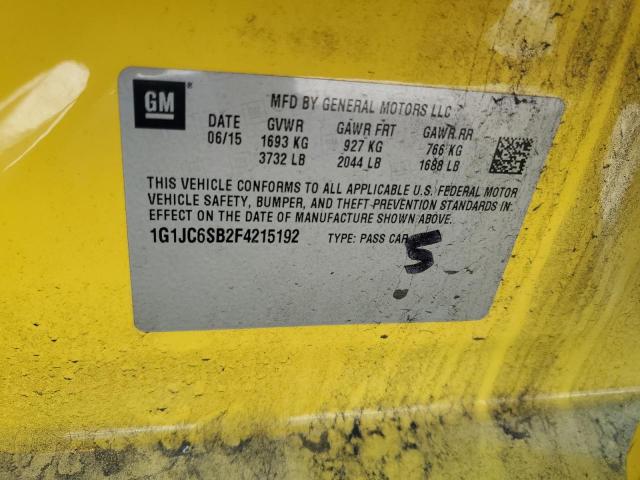 GM
MFD BY GENERAL MOTORS LLC
DATE GVWR GAWR FRT GAWR RR
06/15 1693 KG 927 KG 766 KG
3732 LB 2044 LB 1688 LB
THIS VEHICLE CONFORMS TO ALL APPLICABLE U.S. FEDERAL MOTOR
VEHICLE SAFETY, BUMPER, AND THEFT PREVENTION STANDARDS IN
EFFECT ON THE DATE OF MANUFACTURE SHOWN ABOVE.
1G1JC6SB2F4215192 TYPE: PASS CAR
5